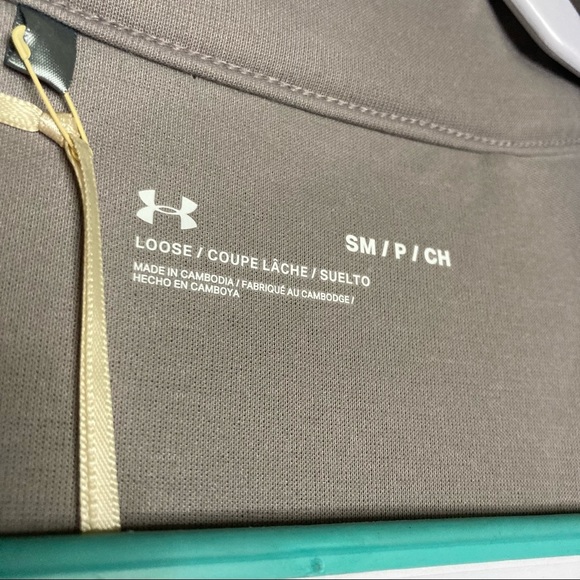 SM / P / CH
LOOSE / COUPE LÂCHE / SUELTO
MADE IN CAMBODIA / FABRIQUÉ AU CAMBODGE /
HECHO EN CAMBOYA